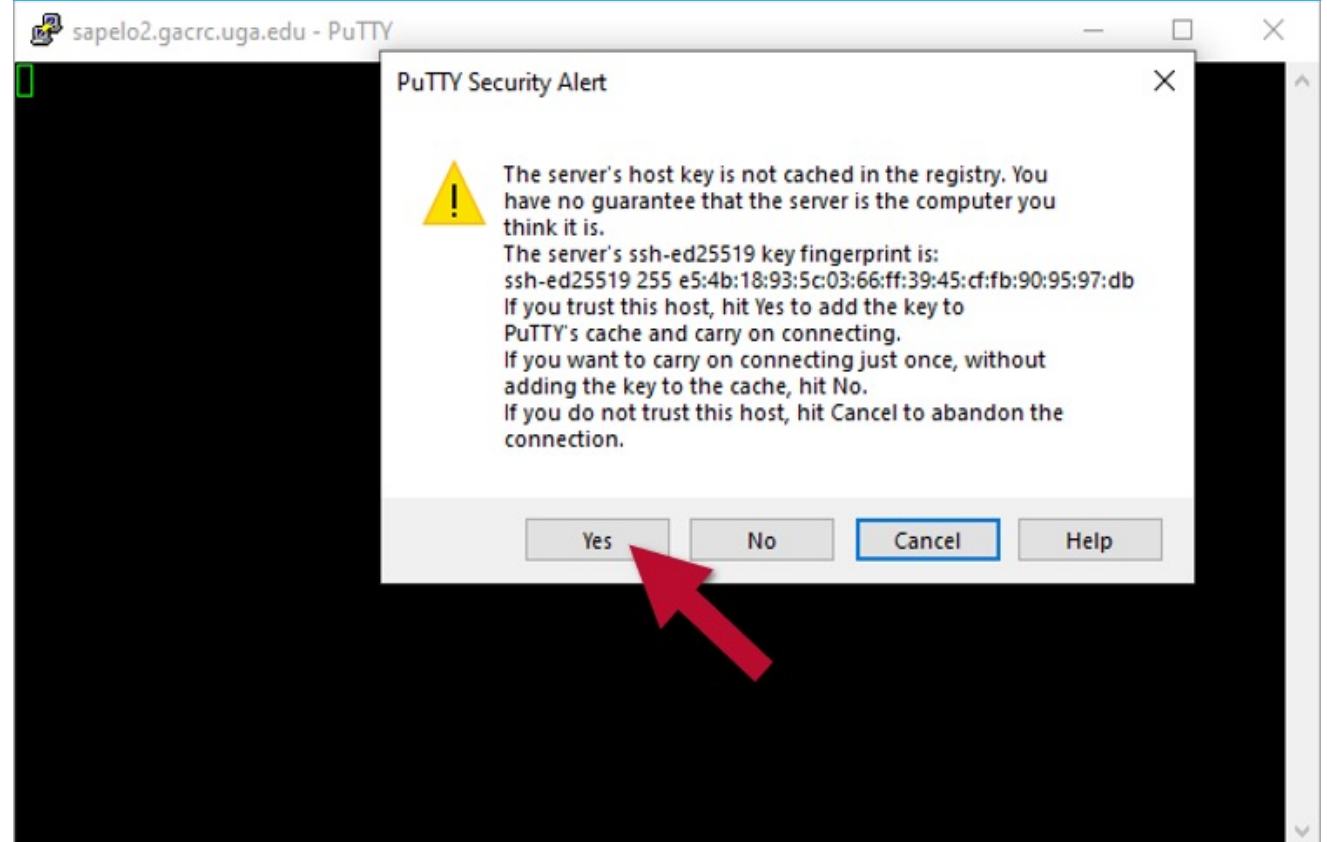 sapelo2.gacrc.uga.edu - PuTTY
PuTTY Security Alert
The server's host key is not cached in the registry. You
have no guarantee that the server is the computer you
think it is.
The server's ssh-ed25519 key fingerprint is:
ssh-ed25519 255 e5:4b:18:93:5c:03:66:ff:39:45:cf:fb:90:95:97:db
If you trust this host, hit Yes to add the key to
PuTTY's cache and carry on connecting.
If you want to carry on connecting just once, without
adding the key to the cache, hit No.
If you do not trust this host, hit Cancel to abandon the
connection.
Yes No Cancel Help